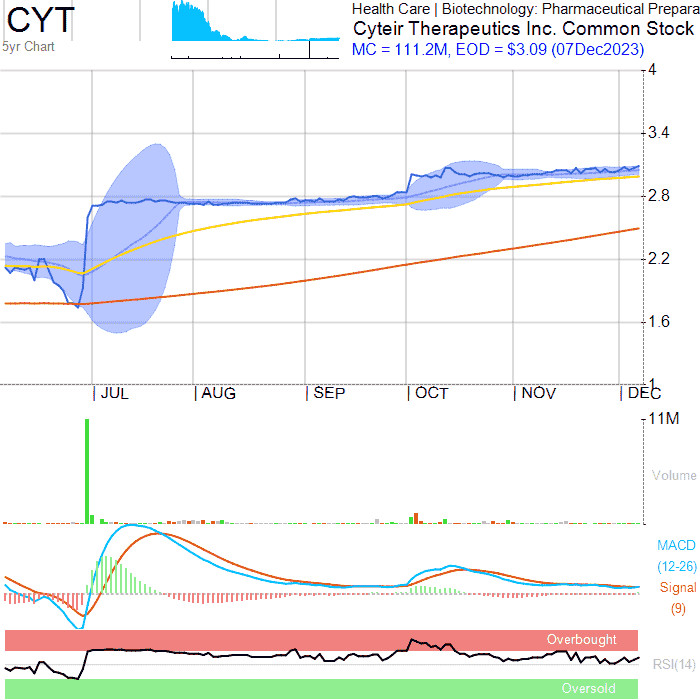 CYT
5yr Chart
Health Care | Biotechnology: Pharmaceutical Prepara
Cyteir Therapeutics Inc. Common Stock
MC = 111.2M, EOD = $3.09 (07Dec2023)
4
3.4
2.8
2.2
1.6
1
JUL
AUG
SEP
OCT
NOV
DEC
11M
Volume
MACD
(12-26)
Signal
(9)
Overbought
RSI(14)
Oversold